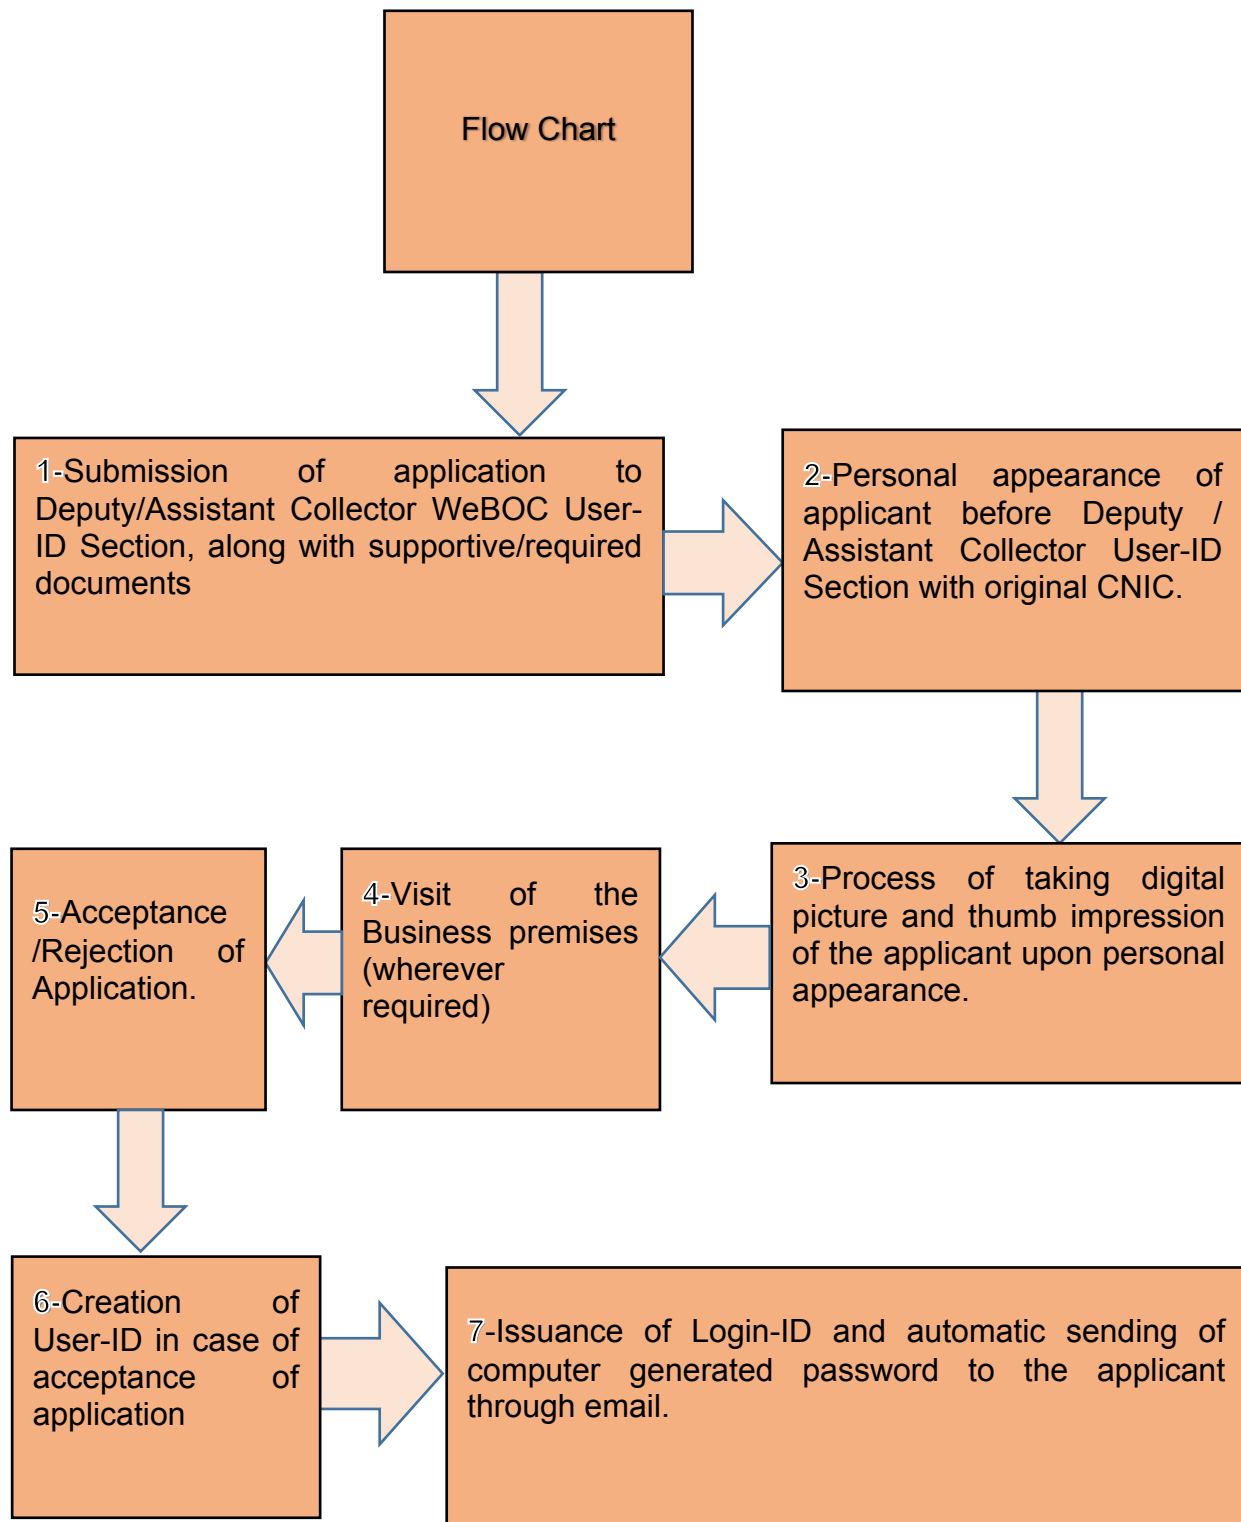 Flow Chart
1-Submission of application to
Deputy/Assistant Collector WeBOC User-
ID Section, along with supportive/required
documents
2-Personal appearance of
applicant before Deputy /
Assistant Collector User-ID
Section with original CNIC.
3-Process of taking digital
picture and thumb impression
of the applicant upon personal
appearance.
4-Visit of the
Business premises
(wherever
required)
5-Acceptance
/Rejection of
Application.
6-Creation of
User-ID in case of
acceptance of
application
7-Issuance of Login-ID and automatic sending of
computer generated password to the applicant
through email.